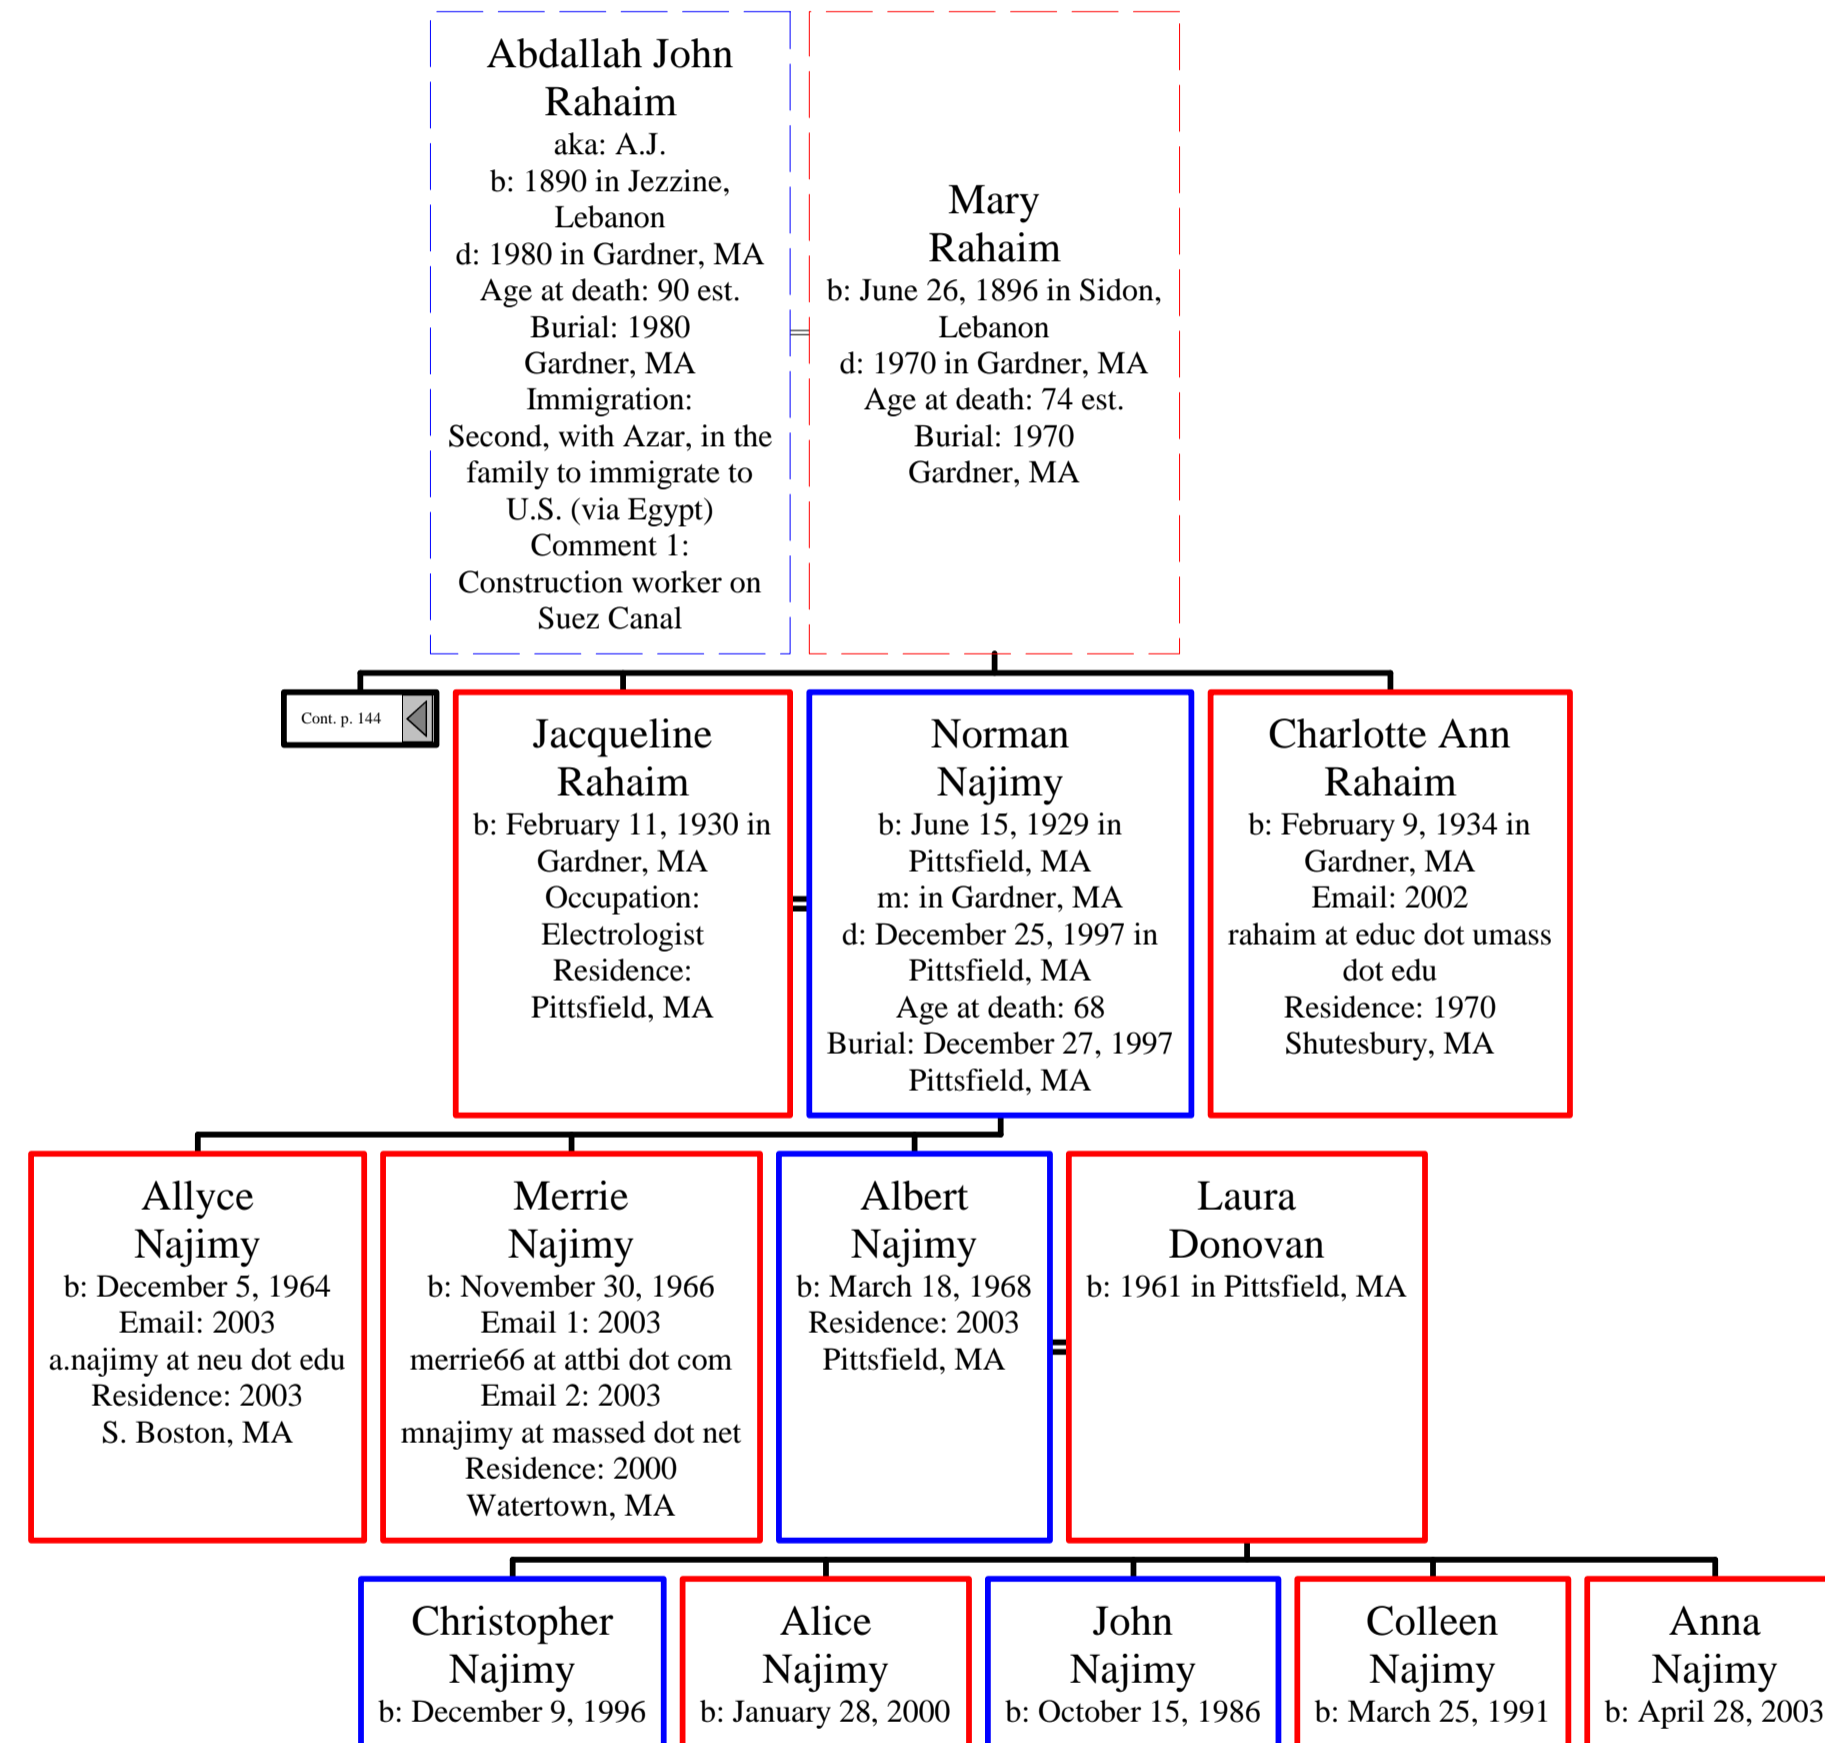 Abdallah John
Rahaim
aka: A.J.
b: 1890 in Jezzine,
Lebanon
d: 1980 in Gardner, MA
Age at death: 90 est.
Burial: 1980
Gardner, MA
Immigration:
Second, with Azar, in the
family to immigrate to
U.S. (via Egypt)
Comment 1:
Construction worker on
Suez Canal
Mary
Rahaim
b: June 26, 1896 in Sidon,
Lebanon
d: 1970 in Gardner, MA
Age at death: 74 est.
Burial: 1970
Gardner, MA
Cont. p. 144
Jacqueline
Rahaim
b: February 11, 1930 in
Gardner, MA
Occupation:
Electrologist
Residence:
Pittsfield, MA
Norman
Najimy
b: June 15, 1929 in
Pittsfield, MA
m: in Gardner, MA
d: December 25, 1997 in
Pittsfield, MA
Age at death: 68
Burial: December 27, 1997
Pittsfield, MA
Charlotte Ann
Rahaim
b: February 9, 1934 in
Gardner, MA
Email: 2002
rahaim at educ dot umass
dot edu
Residence: 1970
Shutesbury, MA
Allyce
Najimy
b: December 5, 1964
Email: 2003
a.najimy at neu dot edu
Residence: 2003
S. Boston, MA
Merrie
Najimy
b: November 30, 1966
Email 1: 2003
merrie66 at attbi dot com
Email 2: 2003
mnajimy at massed dot net
Residence: 2000
Watertown, MA
Albert
Najimy
b: March 18, 1968
Residence: 2003
Pittsfield, MA
Laura
Donovan
b: 1961 in Pittsfield, MA
Christopher
Najimy
b: December 9, 1996
Alice
Najimy
b: January 28, 2000
John
Najimy
b: October 15, 1986
Colleen
Najimy
b: March 25, 1991
Anna
Najimy
b: April 28, 2003